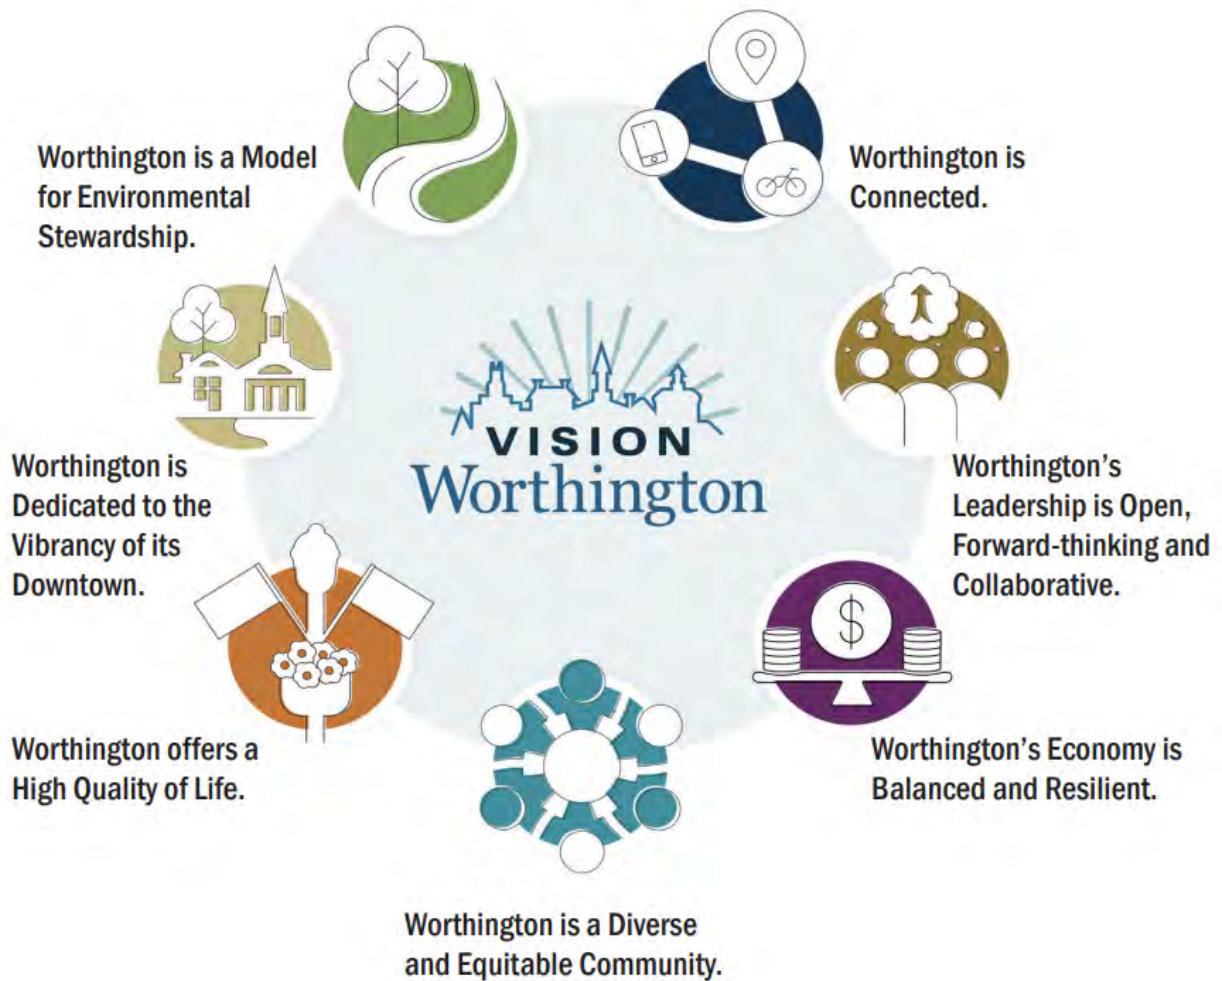 Worthington is a Model
for Environmental
Stewardship.
Worthington is
Connected.
VISION
Worthington
Worthington is
Dedicated to the
Vibrancy of its
Downtown.
Worthington's
Leadership is Open,
Forward-thinking and
Collaborative.
$
Worthington offers a
High Quality of Life.
Worthington's Economy is
Balanced and Resilient.
Worthington is a Diverse
and Equitable Community.